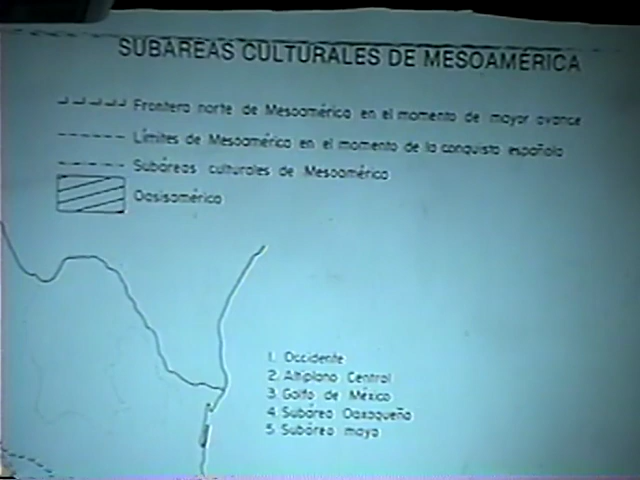 SUBÁREAS CULTURALES DE MESOAMÉRICA
Frontera norte de Mesoamérica en el momento de mayor avance
Límites de Mesoamérica en el momento de la conquista española
Subáreas culturales de Mesoamérica
Oasisamérica
1. Occidente
2. Altiplano Central
3. Golfo de México
4. Subárea Oaxaqueña
5. Subárea maya